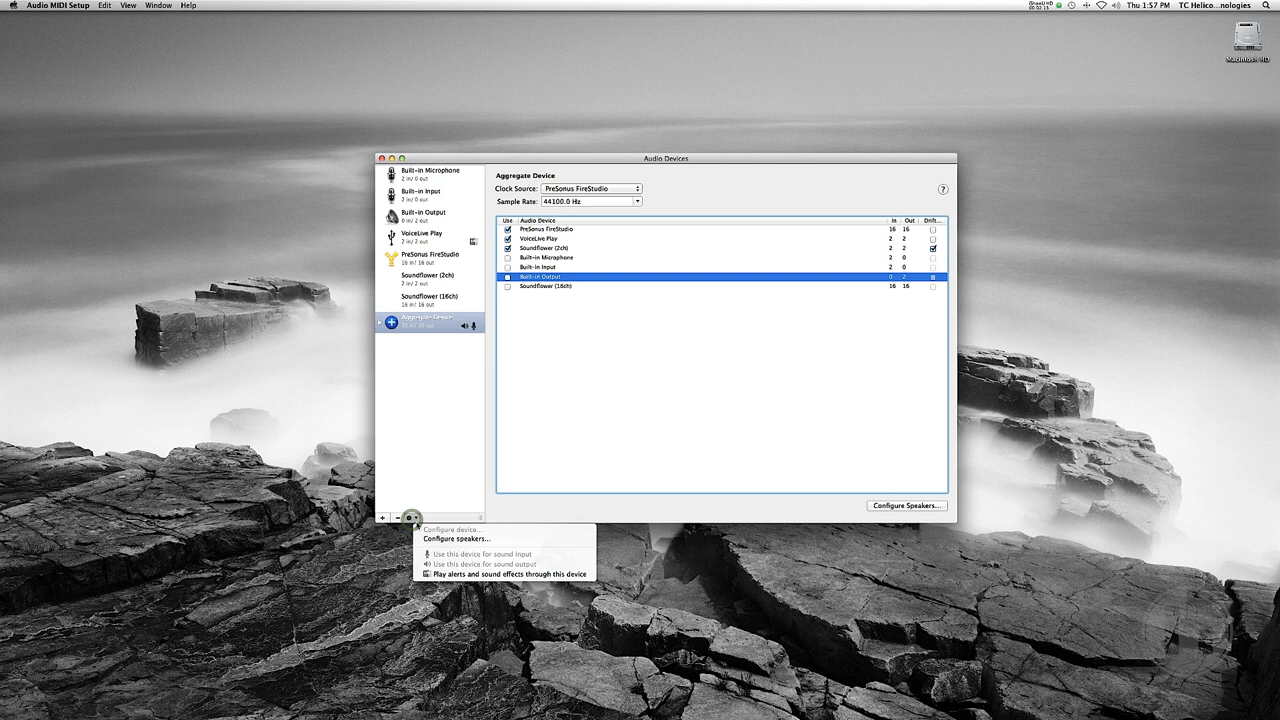 Audio MIDI Setup Edit View Window Help
Thu 1:57 PM TC Helico...nologies
Macintosh HD
Audio Devices
Built-in Microphone
2 in/ 0 out
Built-in Input
2 in/ 0 out
Built-in Output
0 in/ 2 out
VoiceLive Play
2 in/ 2 out
PreSonus FireStudio
16 in/ 16 out
Soundflower (2ch)
2 in/ 2 out
Soundflower (16ch)
16 in/ 16 out
Aggregate Device
Aggregate Device
Clock Source: PreSonus FireStudio
Sample Rate: 44100.0 Hz
?
Use Audio Device In Out Drift...
PreSonus FireStudio 16 16
VoiceLive Play 2 2
Soundflower (2ch) 2 2
Built-in Microphone 2 0
Built-in Input 2 0
Built-in Output 0 2
Soundflower (16ch) 16 16
Configure Speakers...
Configure device...
Configure speakers...
Use this device for sound input
Use this device for sound output
Play alerts and sound effects through this device